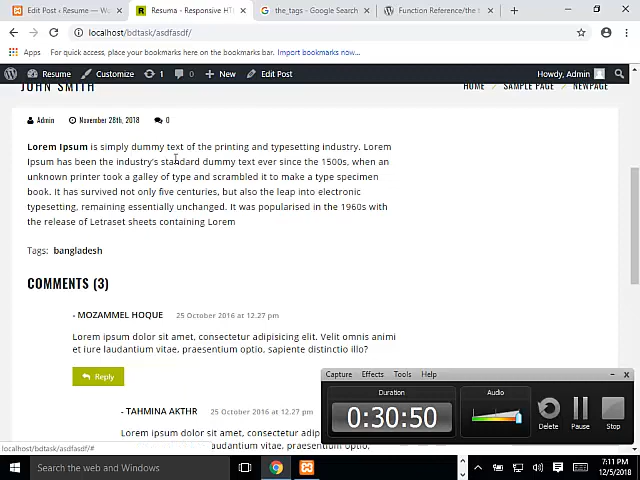 Edit Post ‹ Resume — W
Resuma - Responsive HT
the_tags - Google Search
Function Reference/the t
localhost/bdtask/asdfasdf/
Apps For quick access, place your bookmarks here on the bookmarks bar. Import bookmarks now...
Resume Customize 1 0 New Edit Post Howdy, Admin
JOHN SMITH HOME / SAMPLE PAGE / NEWPAGE
Admin November 28th, 2018 0
Lorem Ipsum is simply dummy text of the printing and typesetting industry. Lorem
Ipsum has been the industry's standard dummy text ever since the 1500s, when an
unknown printer took a galley of type and scrambled it to make a type specimen
book. It has survived not only five centuries, but also the leap into electronic
typesetting, remaining essentially unchanged. It was popularised in the 1960s with
the release of Letraset sheets containing Lorem
Tags: bangladesh
COMMENTS (3)
- MOZAMMEL HOQUE 25 October 2016 at 12.27 pm
Lorem ipsum dolor sit amet, consectetur adipisicing elit. Velit omnis animi
et iure laudantium vitae, praesentium optio, sapiente distinctio illo?
Reply
- TAHMINA AKTHR 25 October 2016 at 12.27 pm
Lorem ipsum dolor sit amet, consectetur
laudantium vitae, praesentium opt
Capture Effects Tools Help
Duration
0:30:50
Audio
Delete Pause Stop
localhost/bdtask/asdfasdf/#
Search the web and Windows
7:11 PM
12/5/2018